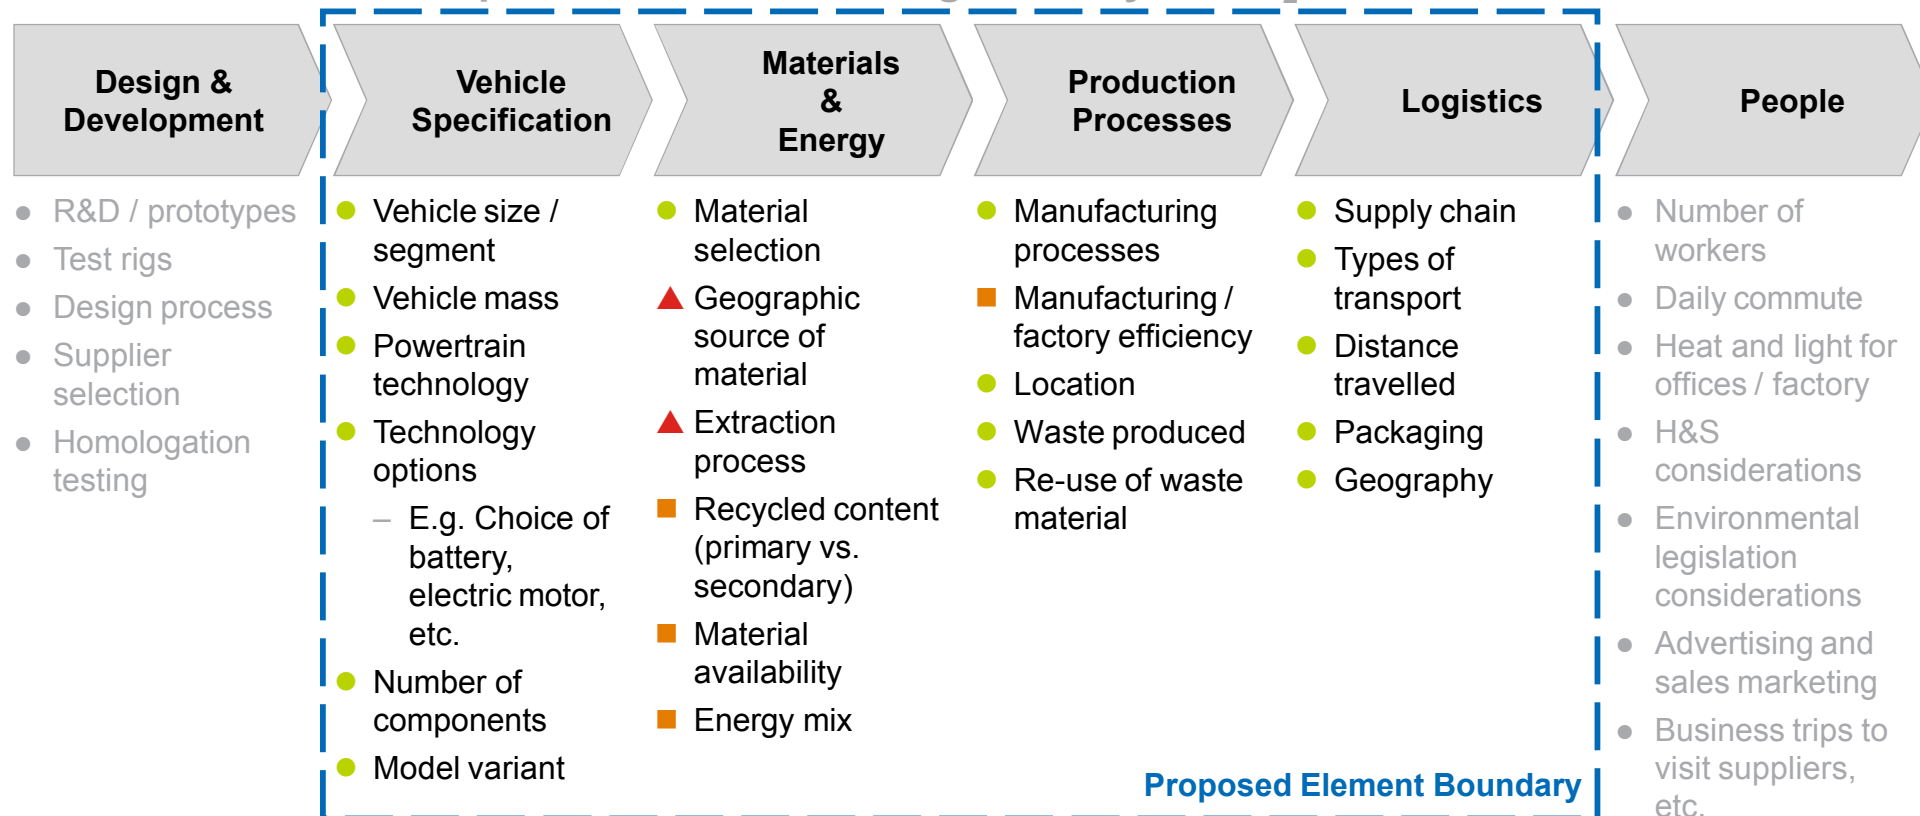 Design &
Development
Vehicle
Specification
Materials
&
Energy
Production
Processes
Logistics
People
R&D / prototypes
Test rigs
Design process
Supplier
selection
Homologation
testing
Vehicle size /
segment
Vehicle mass
Powertrain
technology
Technology
options
– E.g. Choice of
battery,
electric motor,
etc.
Number of
components
Model variant
Material
selection
Geographic
source of
material
Extraction
process
Recycled content
(primary vs.
secondary)
Material
availability
Energy mix
Manufacturing
processes
Manufacturing /
factory efficiency
Location
Waste produced
Re-use of waste
material
Supply chain
Types of
transport
Distance
travelled
Packaging
Geography
Number of
workers
Daily commute
Heat and light for
offices / factory
H&S
considerations
Environmental
legislation
considerations
Advertising and
sales marketing
Business trips to
visit suppliers,
etc.
Proposed Element Boundary